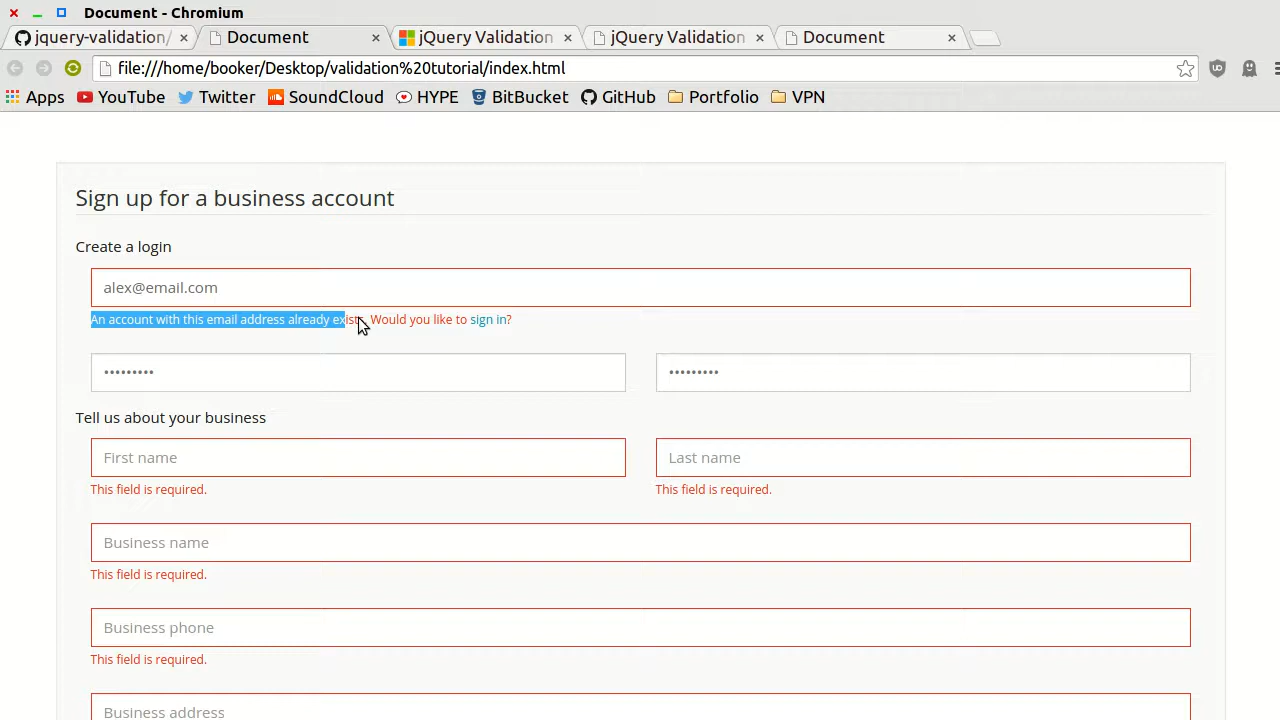 Document - Chromium
jquery-validation/ Document jQuery Validation jQuery Validation Document
file:///home/booker/Desktop/validation%20tutorial/index.html
Apps YouTube Twitter SoundCloud HYPE BitBucket GitHub Portfolio VPN
Sign up for a business account
Create a login
alex@email.com
An account with this email address already exists. Would you like to sign in?
••••••••• •••••••••
Tell us about your business
First name Last name
This field is required. This field is required.
Business name
This field is required.
Business phone
This field is required.
Business address